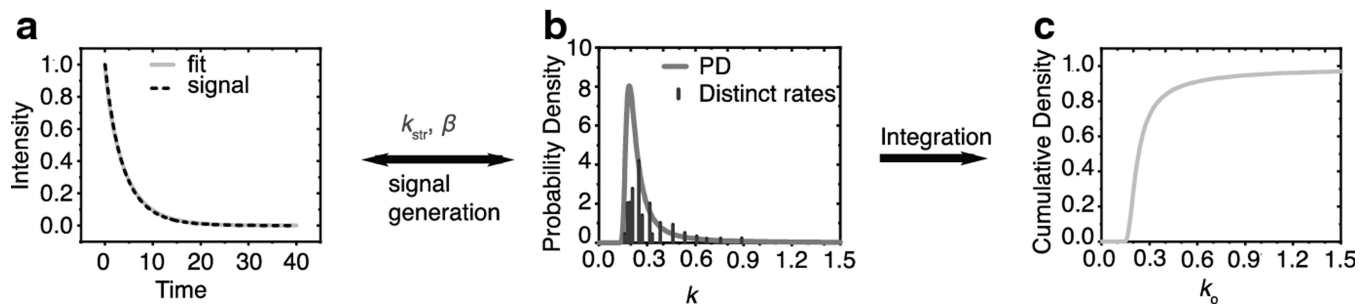 a
Intensity
1.0
0.8
0.6
0.4
0.2
0.0
fit
signal
0 10 20 30 40
Time
k_str, β
signal
generation
b
Probability Density
10
8
6
4
2
0
PD
Distinct rates
0.0 0.3 0.6 0.9 1.2 1.5
k
Integration
c
Cumulative Density
1.0
0.8
0.6
0.4
0.2
0.0
0.0 0.3 0.6 0.9 1.2 1.5
k_o